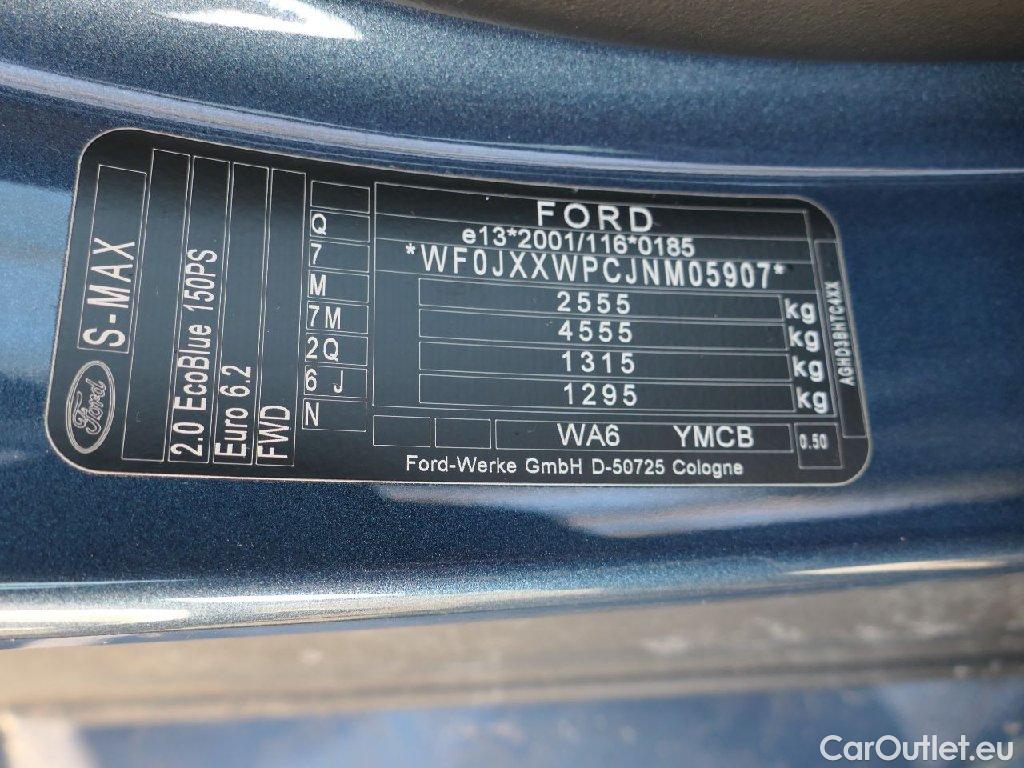 FORD
e13*2001/116*0185
*WF0JXXWPCJNM05907*
2555 kg
4555 kg
1315 kg
1295 kg
WA6 YMCB 0.50
Ford-Werke GmbH D-50725 Cologne
Q
7
M
7M
2Q
6 J
N
Ford
S-MAX
2.0 EcoBlue 150PS
Euro 6.2
FWD
AGHD3BHTC4XX
CarOutlet.eu